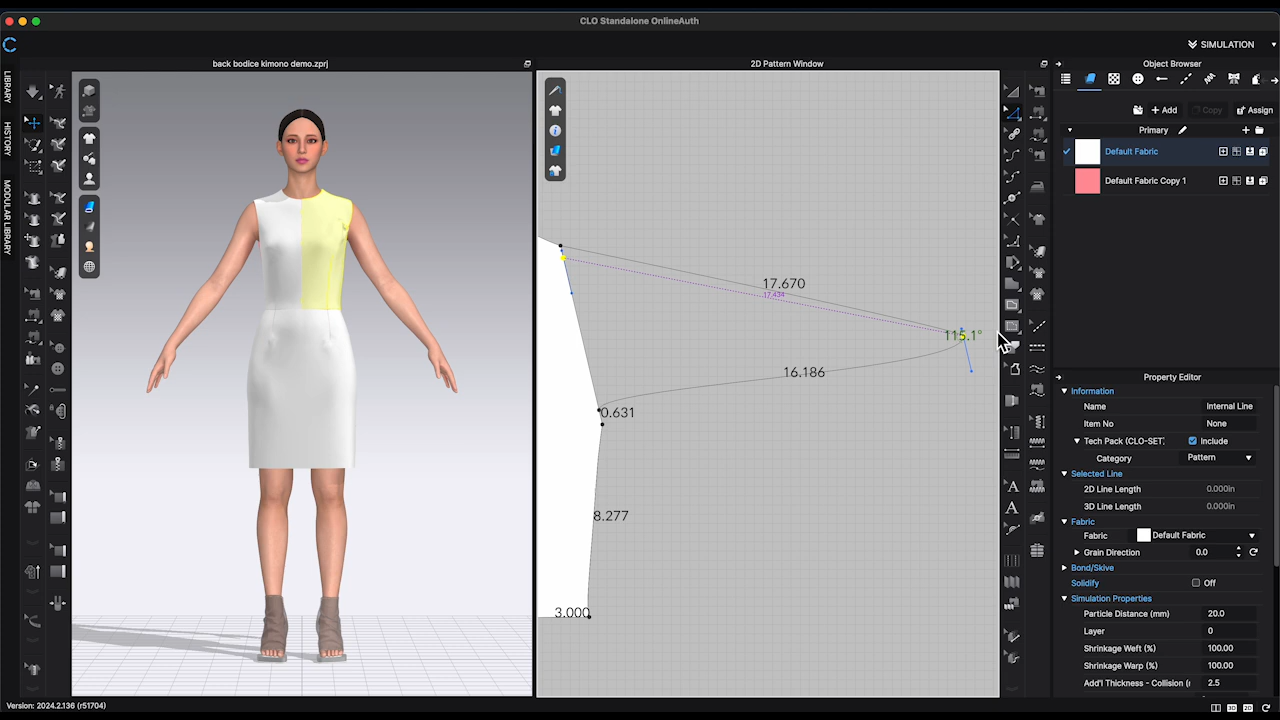 CLO Standalone OnlineAuth
SIMULATION
back bodice kimono demo.zprj
2D Pattern Window
Object Browser
LIBRARY
HISTORY
MODULAR LIBRARY
+ Add
Copy
Assign
Primary
Default Fabric
Default Fabric Copy 1
17.670
17.434
115.1°
16.186
0.631
8.277
3.000
Property Editor
Information
Name Internal Line
Item No None
Tech Pack (CLO-SET) Include
Category Pattern
Selected Line
2D Line Length 0.000in
3D Line Length 0.000in
Fabric
Fabric Default Fabric
Grain Direction 0.0
Bond/Skive
Solidify Off
Simulation Properties
Particle Distance (mm) 20.0
Layer 0
Shrinkage Weft (%) 100.00
Shrinkage Warp (%) 100.00
Add'l Thickness - Collision (r 2.5
Version: 2024.2.136 (r51704)
3D
2D